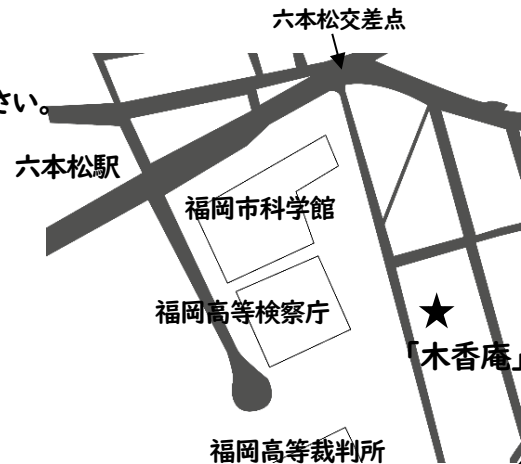 六本松交差点
さい。
六本松駅
福岡市科学館
福岡高等検察庁
「木香庵」
福岡高等裁判所